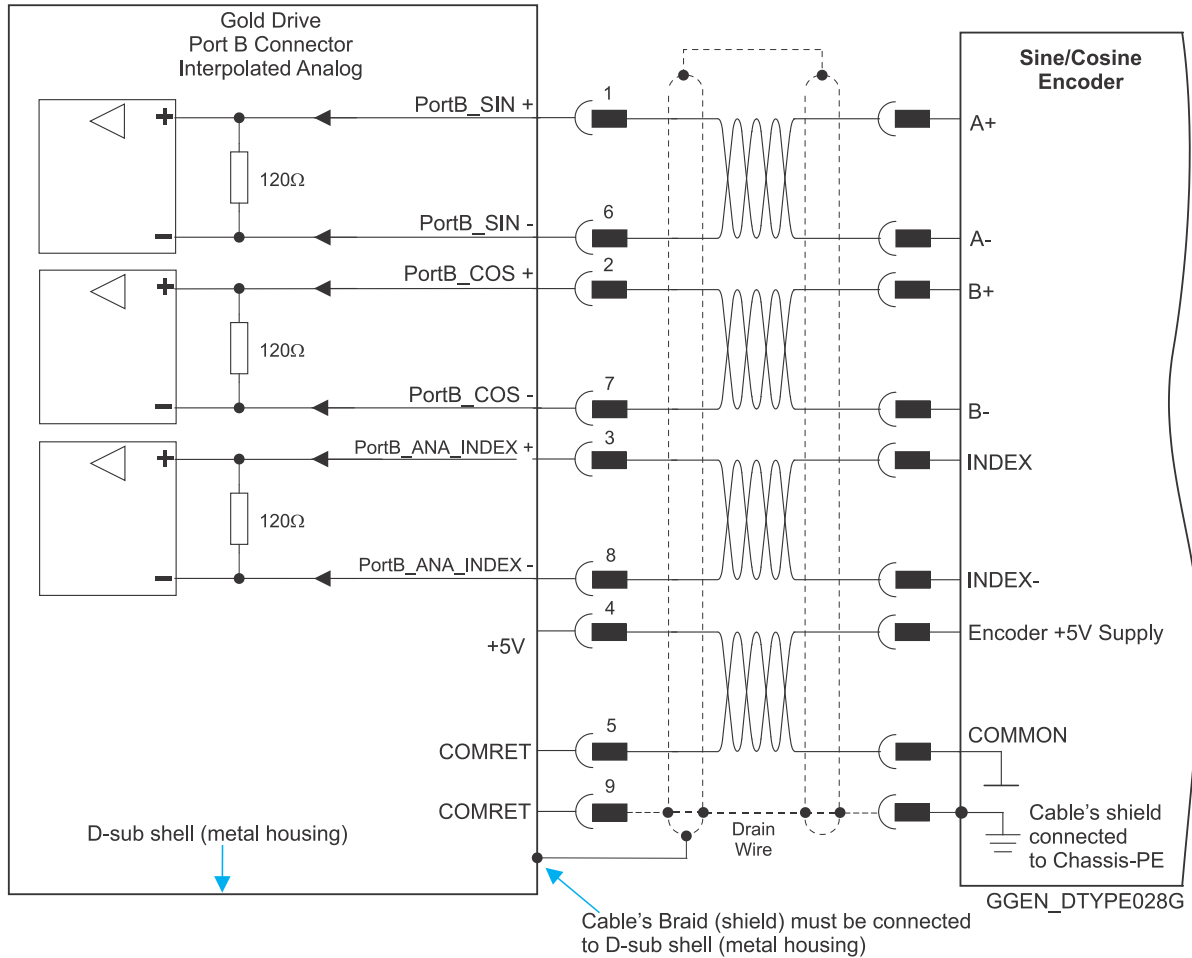 Gold Drive
Port B Connector
Interpolated Analog
Sine/Cosine
Encoder
PortB_SIN +
1
A+
120Ω
PortB_SIN -
6
A-
PortB_COS +
2
B+
120Ω
PortB_COS -
7
B-
PortB_ANA_INDEX +
3
INDEX
120Ω
PortB_ANA_INDEX -
8
INDEX-
+5V
4
Encoder +5V Supply
COMRET
5
COMMON
COMRET
9
Drain
Wire
Cable's shield
connected
to Chassis-PE
D-sub shell (metal housing)
GGEN_DTYPE028G
Cable's Braid (shield) must be connected
to D-sub shell (metal housing)